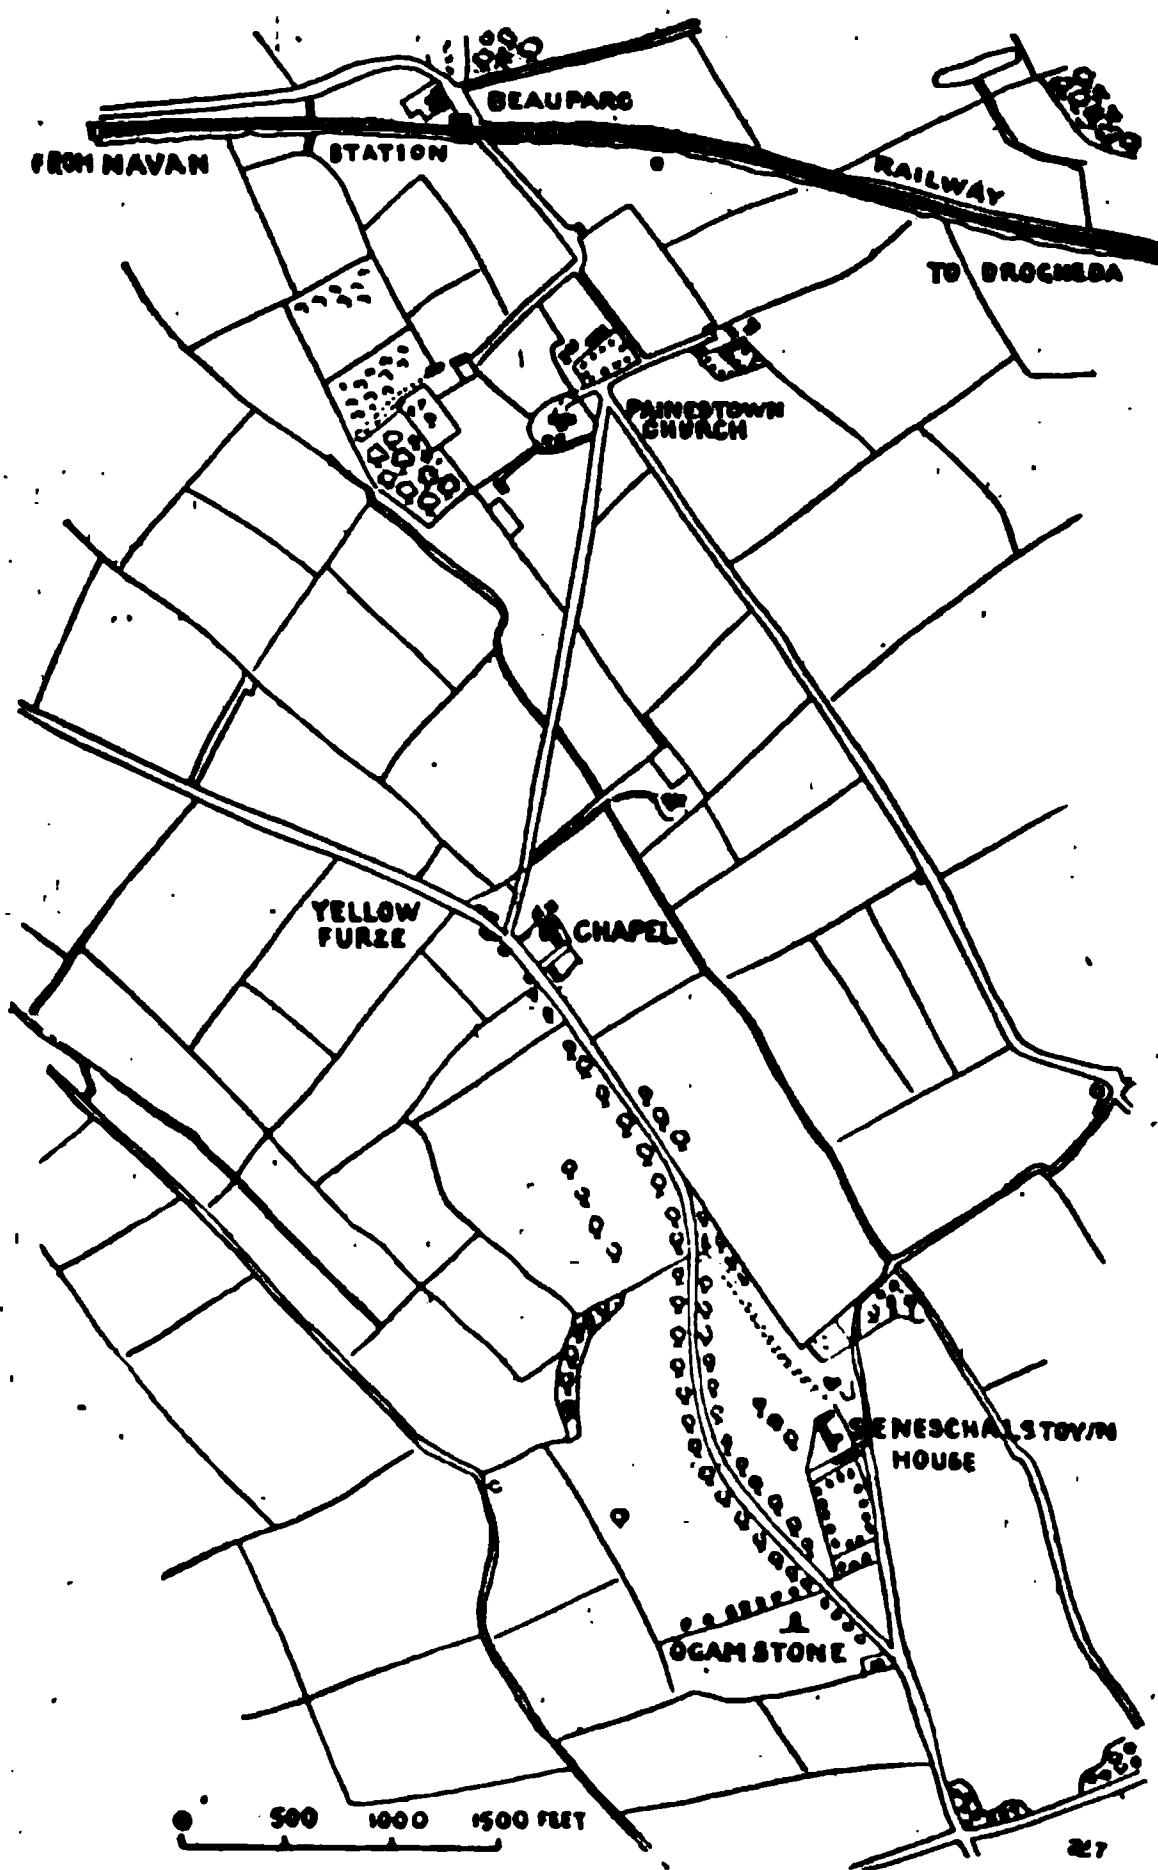 BEAUPARC
STATION
FROM NAVAN
RAILWAY
TO DROGHEDA
PAINESTOWN
CHURCH
YELLOW
FURZE
CHAPEL
SENESCHALSTOWN
HOUSE
OGAM STONE
0 500 1000 1500 FEET